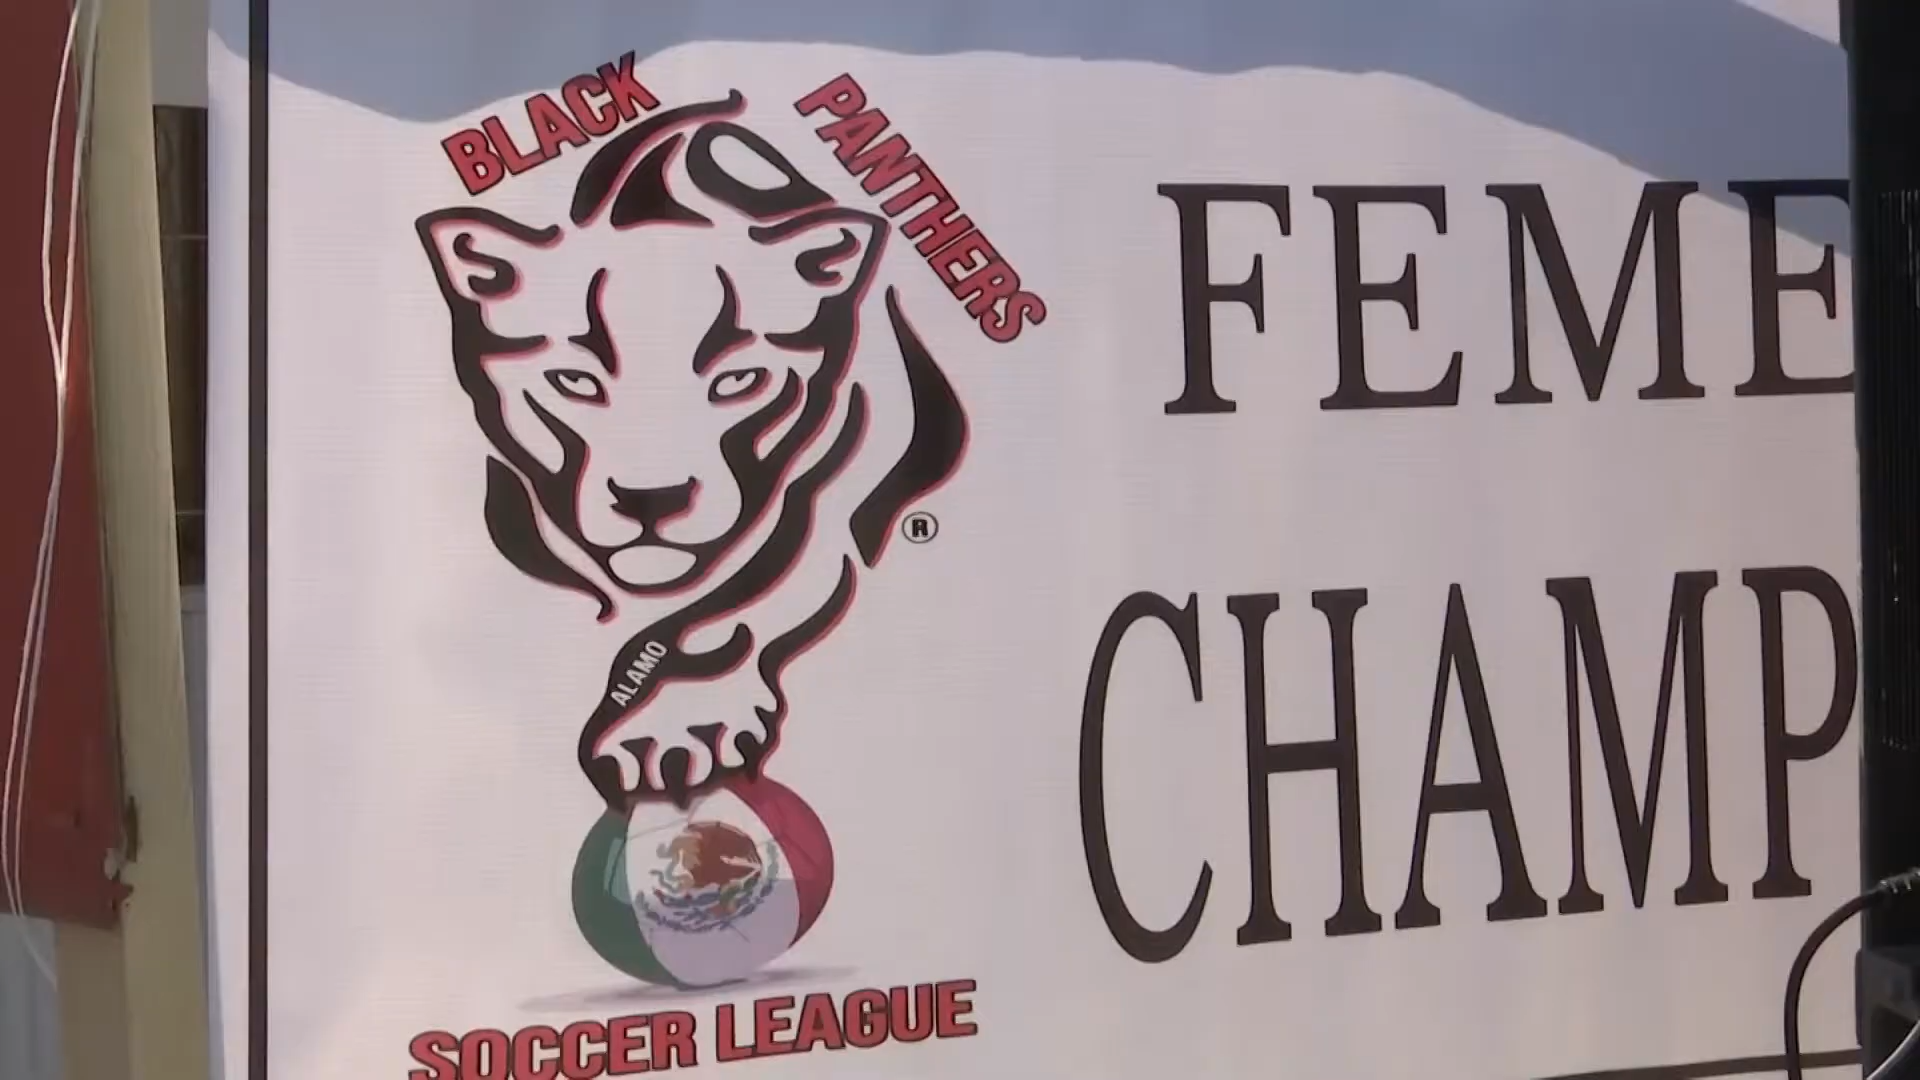 BLACK PANTHERS
®
ALAMO
SOCCER LEAGUE
FEME
CHAMP